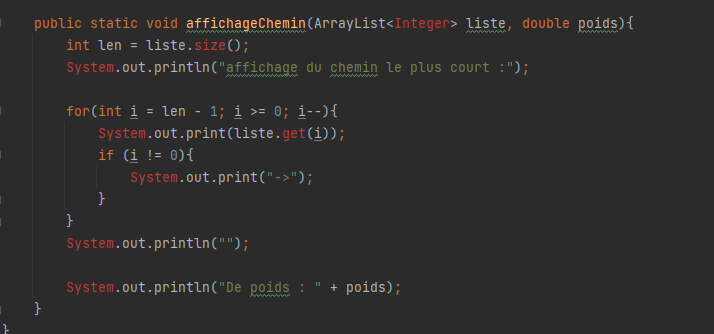 public static void affichageChemin(ArrayList<Integer> liste, double poids){
    int len = liste.size();
    System.out.println("affichage du chemin le plus court :");

    for(int i = len - 1; i >= 0; i--){
        System.out.print(liste.get(i));
        if (i != 0){
            System.out.print("->");
        }
    }
    System.out.println("");

    System.out.println("De poids : " + poids);
}
}